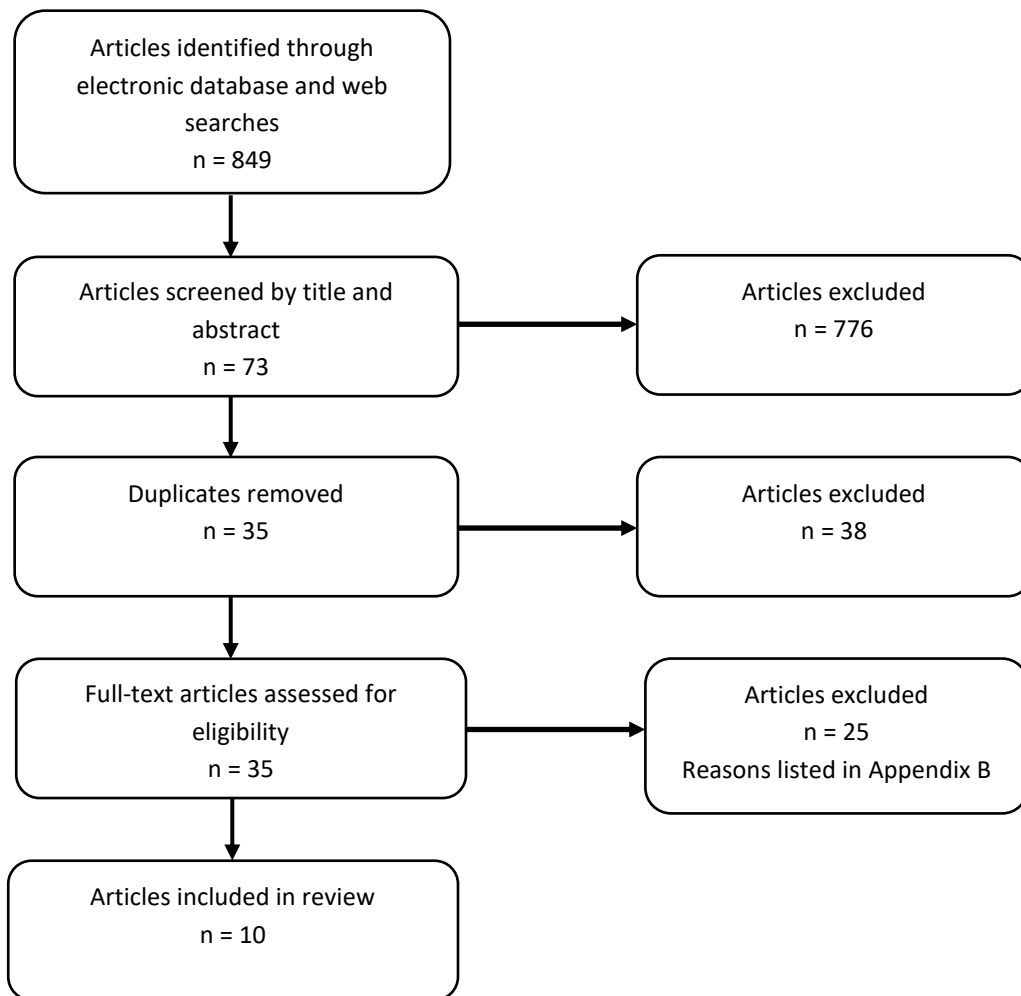 Articles identified through
electronic database and web
searches
n = 849
Articles screened by title and
abstract
n = 73
Articles excluded
n = 776
Duplicates removed
n = 35
Articles excluded
n = 38
Full-text articles assessed for
eligibility
n = 35
Articles excluded
n = 25
Reasons listed in Appendix B
Articles included in review
n = 10